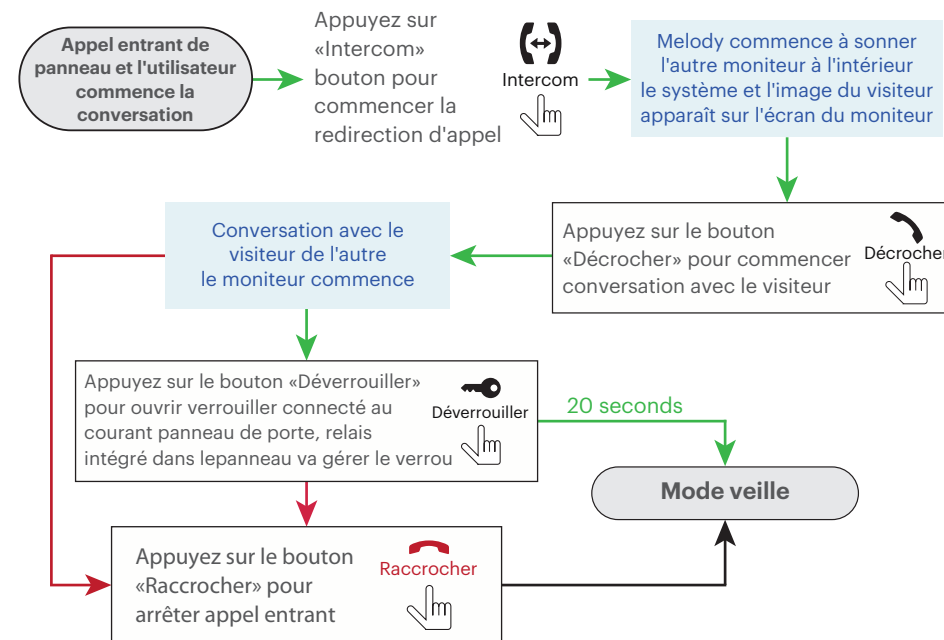 Appel entrant de
panneau et l'utilisateur
commence la
conversation
Appuyez sur
«Intercom»
bouton pour
commencer la
redirection d'appel
Intercom
Melody commence à sonner
l'autre moniteur à l'intérieur
le système et l'image du visiteur
apparaît sur l'écran du moniteur
Appuyez sur le bouton
«Décrocher» pour commencer
conversation avec le visiteur
Décrocher
Conversation avec le
visiteur de l'autre
le moniteur commence
Appuyez sur le bouton «Déverrouiller»
pour ouvrir verrouiller connecté au
courant panneau de porte, relais
intégré dans lepanneau va gérer le verrou
Déverrouiller
20 seconds
Mode veille
Appuyez sur le bouton
«Raccrocher» pour
arrêter appel entrant
Raccrocher